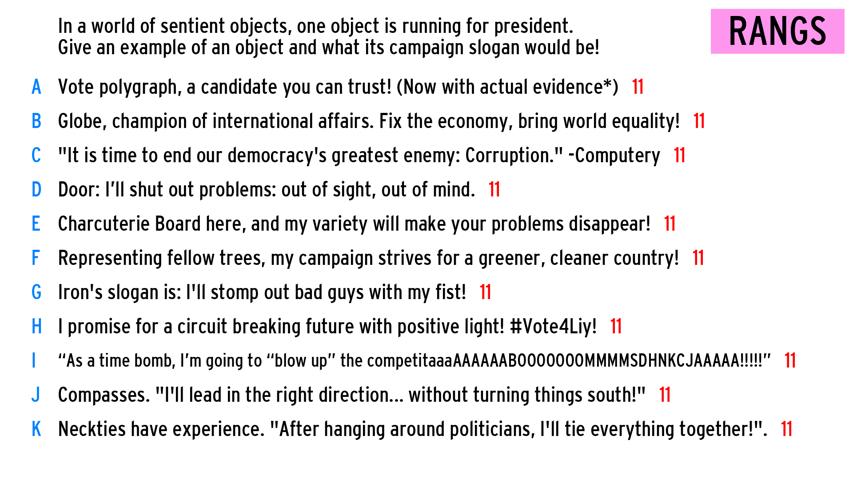 In a world of sentient objects, one object is running for president.
Give an example of an object and what its campaign slogan would be!
RANGS
A Vote polygraph, a candidate you can trust! (Now with actual evidence*) 11
B Globe, champion of international affairs. Fix the economy, bring world equality! 11
C "It is time to end our democracy's greatest enemy: Corruption." -Computery 11
D Door: I'll shut out problems: out of sight, out of mind. 11
E Charcuterie Board here, and my variety will make your problems disappear! 11
F Representing fellow trees, my campaign strives for a greener, cleaner country! 11
G Iron's slogan is: I'll stomp out bad guys with my fist! 11
H I promise for a circuit breaking future with positive light! #Vote4Liy! 11
I “As a time bomb, I’m going to “blow up” the competitaaaAAAAAABOOOOOOOMMMMSDHNKCJAAAAA!!!!!” 11
J Compasses. "I'll lead in the right direction... without turning things south!" 11
K Neckties have experience. "After hanging around politicians, I'll tie everything together!". 11